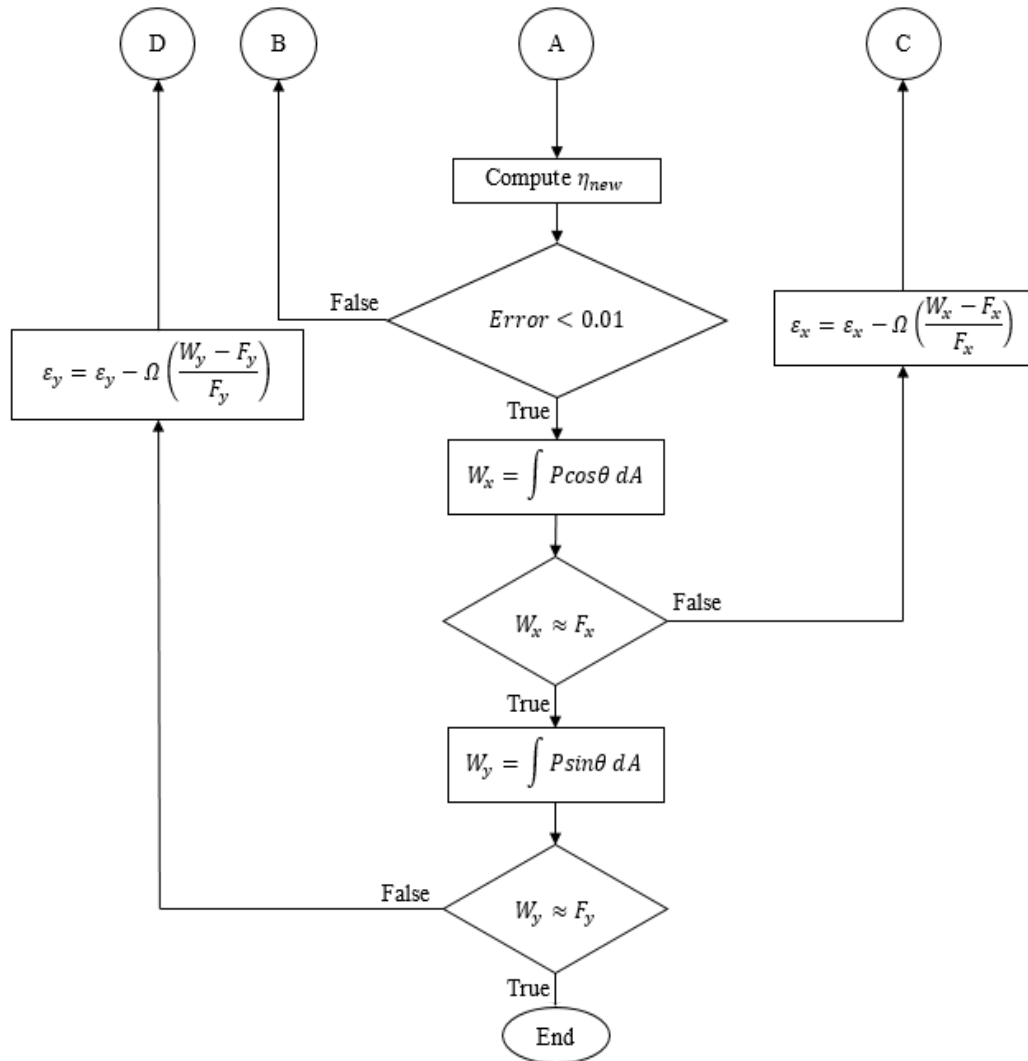 D
B
A
C
Compute η_new
False
Error < 0.01
ε_x = ε_x − Ω ((W_x − F_x)/F_x)
ε_y = ε_y − Ω ((W_y − F_y)/F_y)
True
W_x = ∫ Pcosθ dA
False
W_x ≈ F_x
True
W_y = ∫ Psinθ dA
False
W_y ≈ F_y
True
End